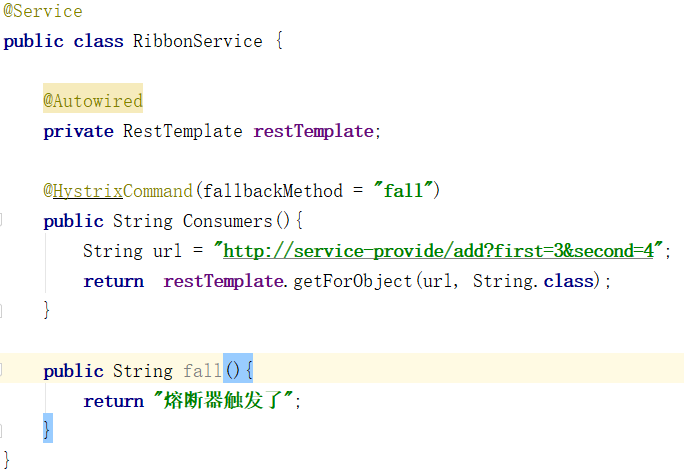 @Service
public class RibbonService {
@Autowired
private RestTemplate restTemplate;
@HystrixCommand(fallbackMethod = "fall")
public String Consumers(){
String url = "http://service-provide/add?first=3&second=4";
return  restTemplate.getForObject(url, String.class);
}
public String fall(){
return "熔断器触发了";
}
}